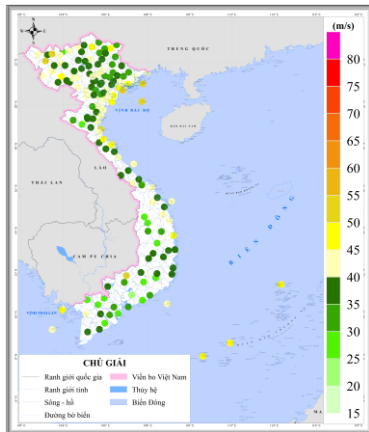 (m/s)
N
TRUNG QUỐC
80
75
70
VỊNH BẮC BỘ
65
LÀO
60
THÁI LAN
55
BIỂN ĐÔNG
50
45
CAM PU CHIA
40
35
VỊNH THÁI LAN
30
25
CHÚ GIẢI
Ranh giới quốc gia
Viền bo Việt Nam
20
Ranh giới tỉnh
Thủy hệ
Sông - hồ
Biển Đông
15
Đường bờ biển